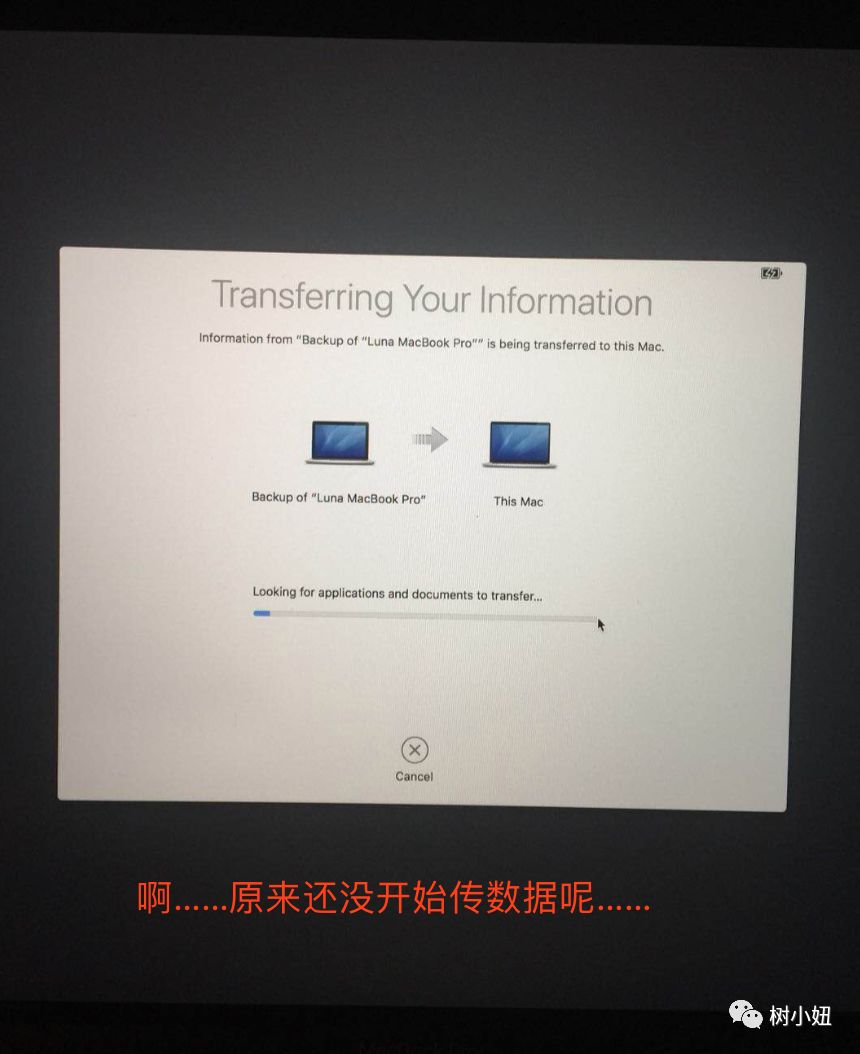 Transferring Your Information
Information from “Backup of “Luna MacBook Pro”” is being transferred to this Mac.
Backup of “Luna MacBook Pro”
This Mac
Looking for applications and documents to transfer...
Cancel
啊……原来还没开始传数据呢……
树小妞